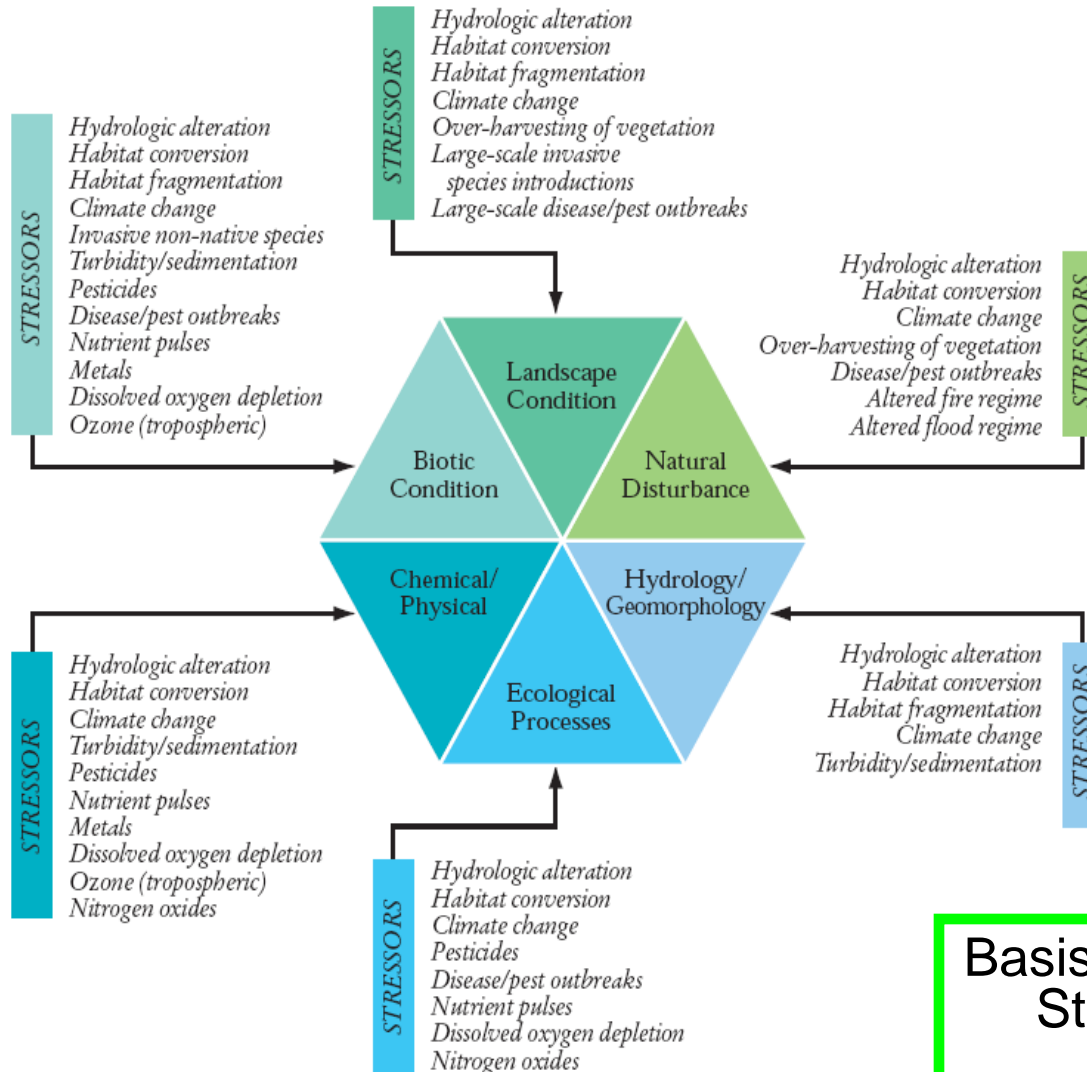 STRESSORS
Hydrologic alteration
Habitat conversion
Habitat fragmentation
Climate change
Over-harvesting of vegetation
Large-scale invasive
species introductions
Large-scale disease/pest outbreaks
STRESSORS
Hydrologic alteration
Habitat conversion
Habitat fragmentation
Climate change
Invasive non-native species
Turbidity/sedimentation
Pesticides
Disease/pest outbreaks
Nutrient pulses
Metals
Dissolved oxygen depletion
Ozone (tropospheric)
Hydrologic alteration
Habitat conversion
Climate change
Over-harvesting of vegetation
Disease/pest outbreaks
Altered fire regime
Altered flood regime
STRESSORS
Landscape
Condition
Biotic
Condition
Natural
Disturbance
Chemical/
Physical
Hydrology/
Geomorphology
Ecological
Processes
STRESSORS
Hydrologic alteration
Habitat conversion
Climate change
Turbidity/sedimentation
Pesticides
Nutrient pulses
Metals
Dissolved oxygen depletion
Ozone (tropospheric)
Nitrogen oxides
Hydrologic alteration
Habitat conversion
Habitat fragmentation
Climate change
Turbidity/sedimentation
STRESSORS
STRESSORS
Hydrologic alteration
Habitat conversion
Climate change
Pesticides
Disease/pest outbreaks
Nutrient pulses
Dissolved oxygen depletion
Nitrogen oxides
Basis
St